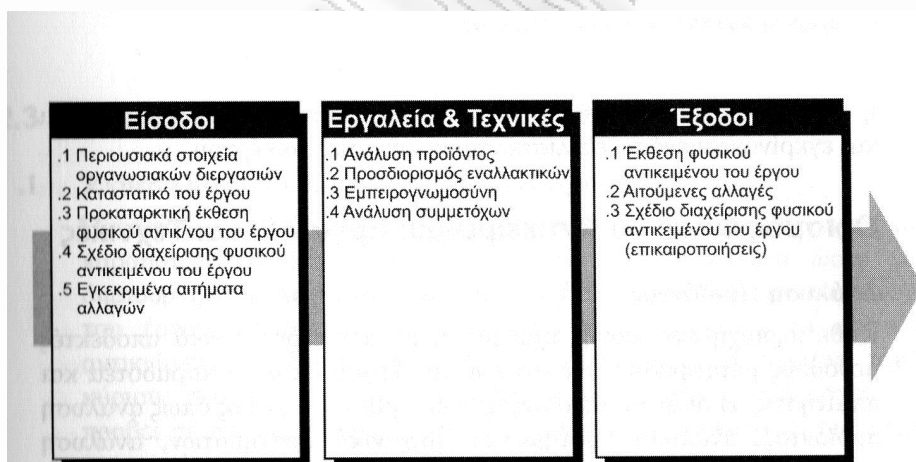 Είσοδοι
.1 Περιουσιακά στοιχεία
οργανωσιακών διεργασιών
.2 Καταστατικό του έργου
.3 Προκαταρκτική έκθεση
φυσικού αντικ/νου του έργου
.4 Σχέδιο διαχείρισης φυσικού
αντικειμένου του έργου
.5 Εγκεκριμένα αιτήματα
αλλαγών
Εργαλεία & Τεχνικές
.1 Ανάλυση προϊόντος
.2 Προσδιορισμός εναλλακτικών
.3 Εμπειρογνωμοσύνη
.4 Ανάλυση συμμετόχων
Έξοδοι
.1 Έκθεση φυσικού
αντικειμένου του έργου
.2 Αιτούμενες αλλαγές
.3 Σχέδιο διαχείρισης φυσικού
αντικειμένου του έργου
(επικαιροποιήσεις)